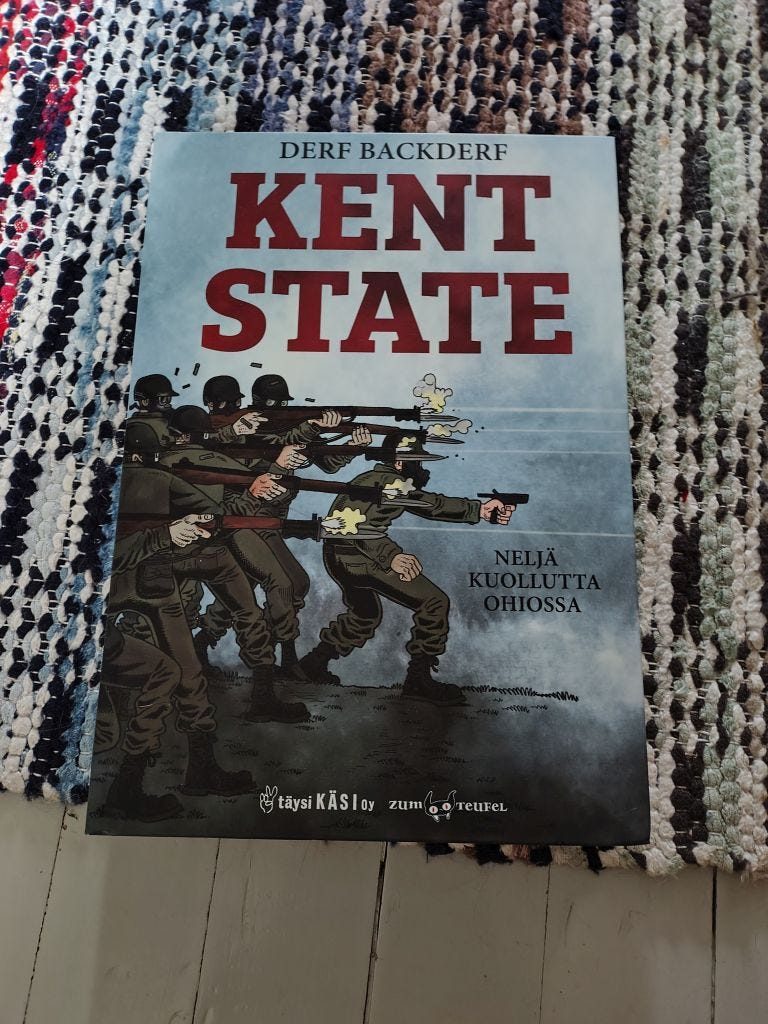 DERF BACKDERF
KENT
STATE
NELJÄ
KUOLLUTTA
OHIOSSA
täysi KÄSI oy zum teufel